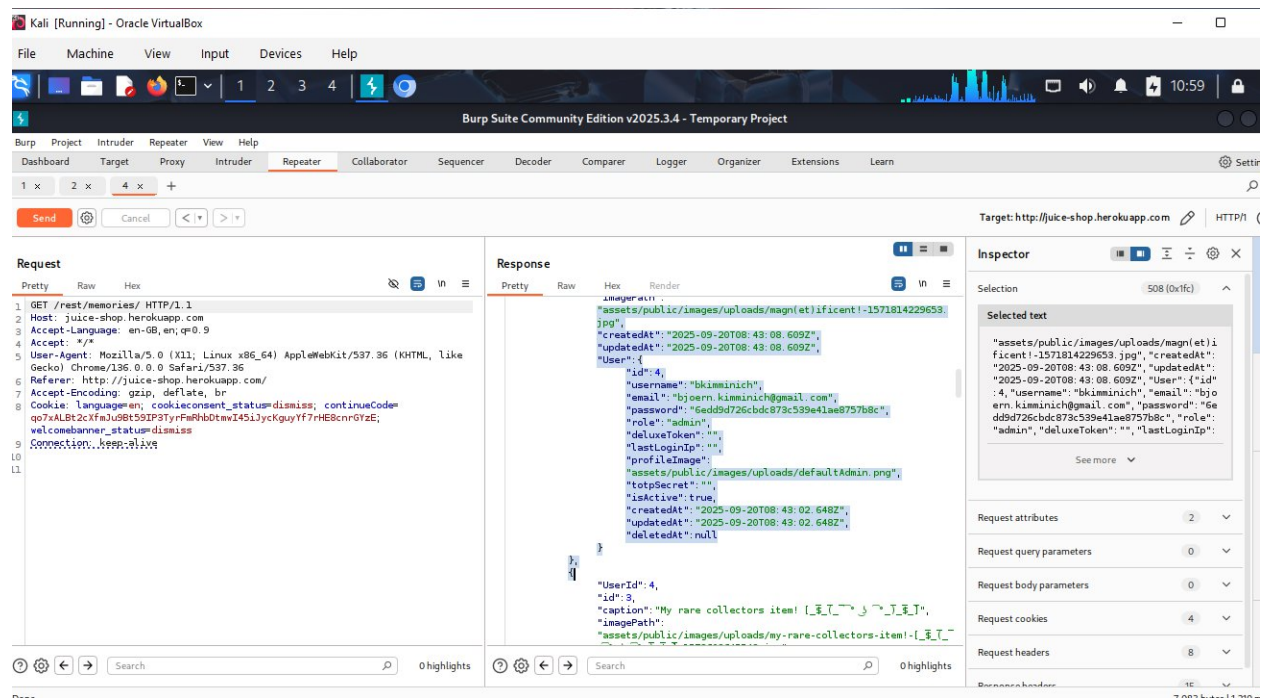 Kali [Running] - Oracle VirtualBox
File Machine View Input Devices Help
1 2 3 4 10:59
Burp Suite Community Edition v2025.3.4 - Temporary Project
Burp Project Intruder Repeater View Help
Dashboard Target Proxy Intruder Repeater Collaborator Sequencer Decoder Comparer Logger Organizer Extensions Learn
1 × 2 × 4 × +
Send Cancel < > Target: http://juice-shop.herokuapp.com HTTP/1
Request
Pretty Raw Hex \n
1 GET /rest/memories/ HTTP/1.1
2 Host: juice-shop.herokuapp.com
3 Accept-Language: en-GB,en;q=0.9
4 Accept: */*
5 User-Agent: Mozilla/5.0 (X11; Linux x86_64) AppleWebKit/537.36 (KHTML, like
Gecko) Chrome/136.0.0.0 Safari/537.36
6 Referer: http://juice-shop.herokuapp.com/
7 Accept-Encoding: gzip, deflate, br
8 Cookie: language=en; cookieconsent_status=dismiss; continueCode=
welcomebanner_status=dismiss
9 Connection: keep-alive
10
11
Search 0 highlights
Response
Pretty Raw Hex Render \n
"imagePath":
"assets/public/images/uploads/magn(et)ificent!-1571814229653.
jpg",
"createdAt":"2025-09-20T08:43:08.609Z",
"updatedAt":"2025-09-20T08:43:08.609Z",
"User":{
"id":4,
"username":"bkimminich",
"email":"bjoern.kimminich@gmail.com",
"password":"6edd9d726cbdc873c539e41ae8757b8c",
"role":"admin",
"deluxeToken":"",
"lastLoginIp":"",
"profileImage":
"assets/public/images/uploads/defaultAdmin.png",
"totpSecret":"",
"isActive":true,
"createdAt":"2025-09-20T08:43:02.648Z",
"updatedAt":"2025-09-20T08:43:02.648Z",
"deletedAt":null
}
},
{
"UserId":4,
"id":3,
"caption":"My rare collectors item!
"imagePath":
"assets/public/images/uploads/my-rare-collectors-item!-
Search 0 highlights
Inspector
Selection 508 (0x1fc)
Selected text
"assets/public/images/uploads/magn(et)i
ficent!-1571814229653.jpg","createdAt":
"2025-09-20T08:43:08.609Z","updatedAt":
"2025-09-20T08:43:08.609Z","User":{"id"
:4,"username":"bkimminich","email":"bjo
ern.kimminich@gmail.com","password":"6e
dd9d726cbdc873c539e41ae8757b8c","role":
"admin","deluxeToken":"","lastLoginIp":
See more
Request attributes 2
Request query parameters 0
Request body parameters 0
Request cookies 4
Request headers 8
Response headers 15